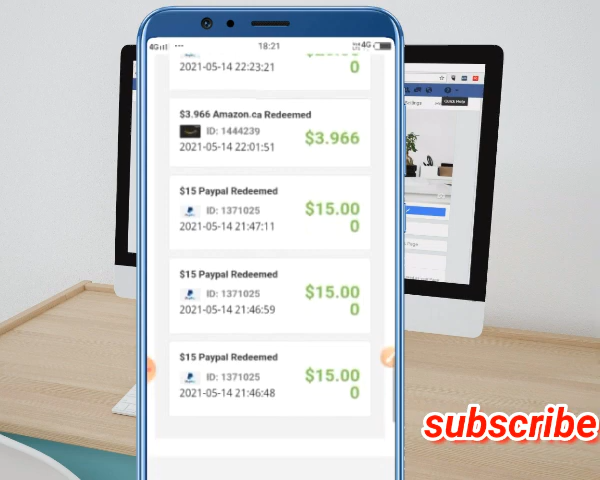 4G
18:21
4G
2021-05-14 22:23:21
0
$3.966 Amazon.ca Redeemed
ID: 1444239
$3.966
2021-05-14 22:01:51
$15 Paypal Redeemed
ID: 1371025
$15.00
0
2021-05-14 21:47:11
$15 Paypal Redeemed
ID: 1371025
$15.00
0
2021-05-14 21:46:59
$15 Paypal Redeemed
ID: 1371025
$15.00
0
2021-05-14 21:46:48
Quick Help
Page
subscribe